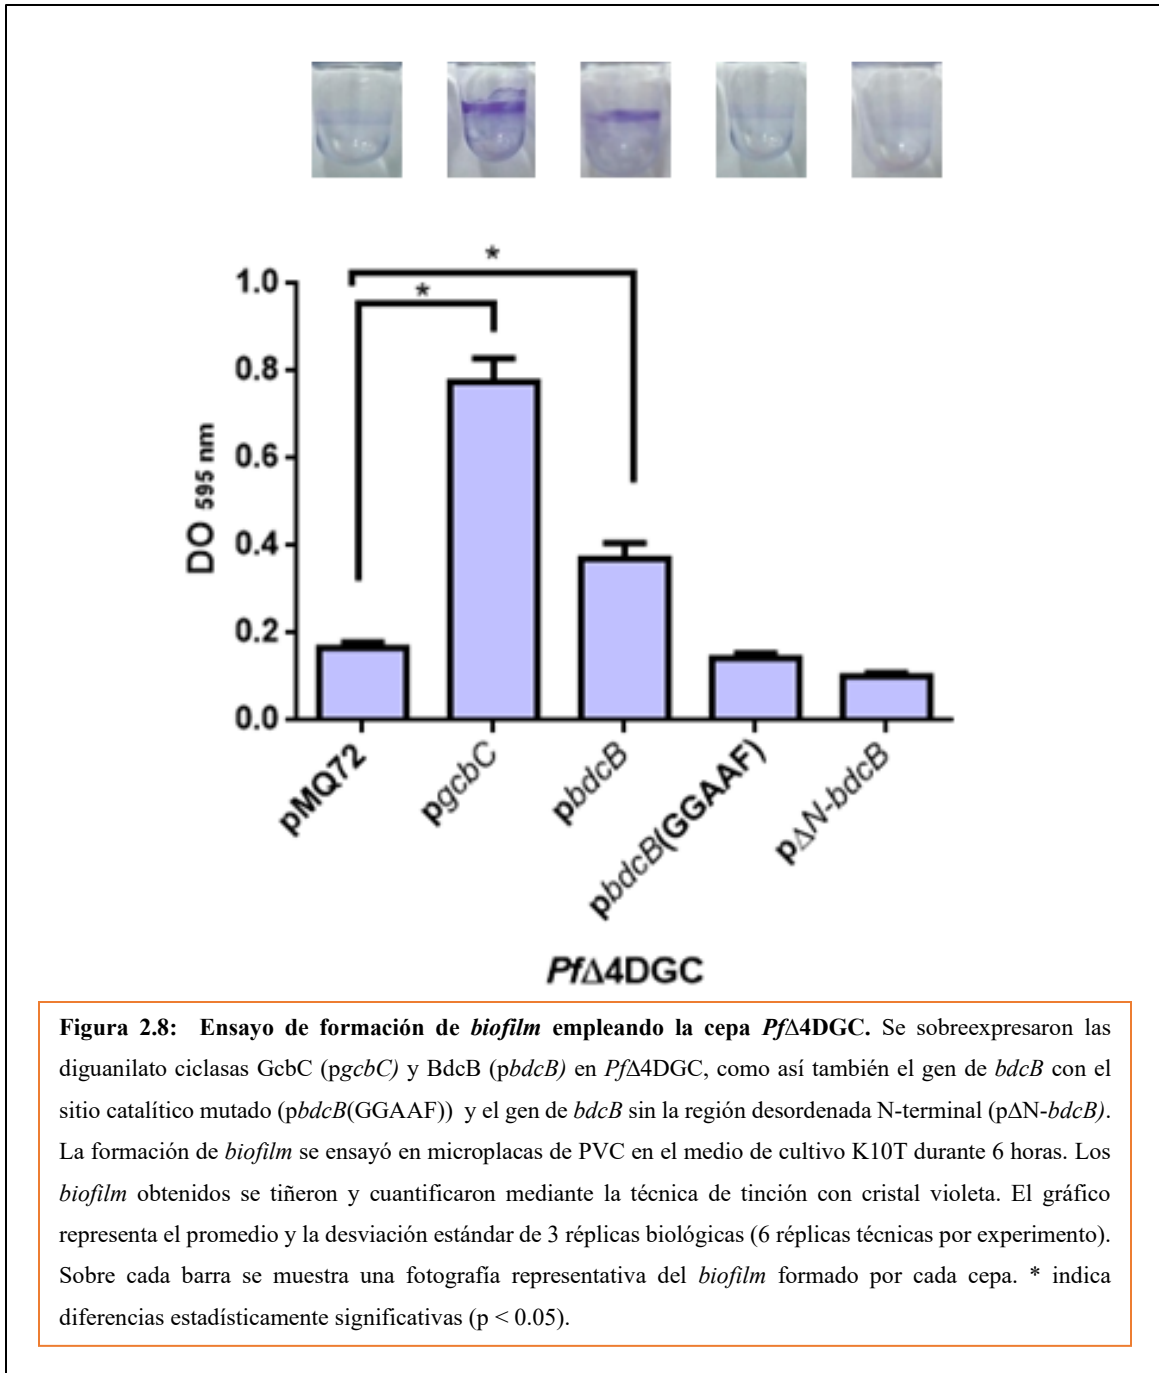 *
*
1.0
0.8
0.6
0.4
0.2
0.0
DO 595 nm
pMQ72
pgcbC
pbdcB
pbdcB(GGAAF)
p∆N-bdcB
Pf∆4DGC
Figura 2.8: Ensayo de formación de biofilm empleando la cepa Pf∆4DGC. Se sobreexpresaron las
diguanilato ciclasas GcbC (pgcbC) y BdcB (pbdcB) en Pf∆4DGC, como así también el gen de bdcB con el
sitio catalítico mutado (pbdcB(GGAAF)) y el gen de bdcB sin la región desordenada N-terminal (p∆N-bdcB).
La formación de biofilm se ensayó en microplacas de PVC en el medio de cultivo K10T durante 6 horas. Los
biofilm obtenidos se tiñeron y cuantificaron mediante la técnica de tinción con cristal violeta. El gráfico
representa el promedio y la desviación estándar de 3 réplicas biológicas (6 réplicas técnicas por experimento).
Sobre cada barra se muestra una fotografía representativa del biofilm formado por cada cepa. * indica
diferencias estadísticamente significativas (p < 0.05).